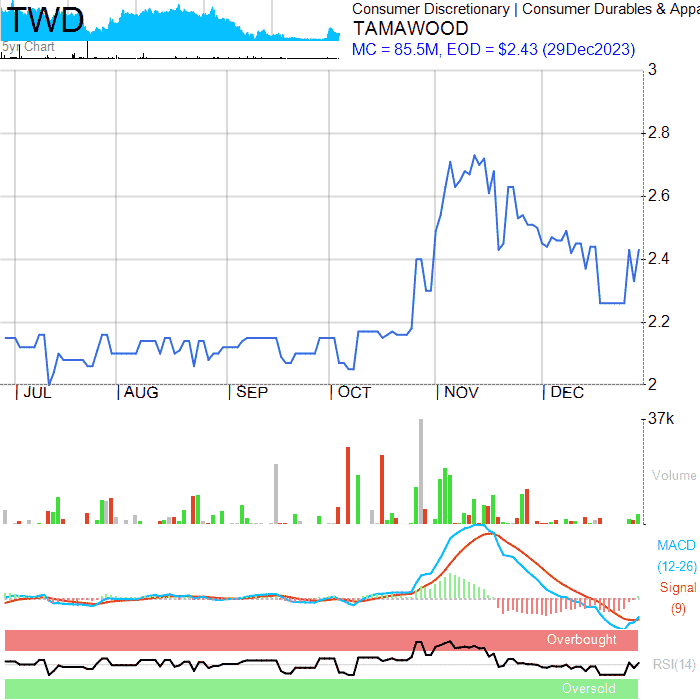 TWD
5yr Chart
Consumer Discretionary | Consumer Durables & Appa
TAMAWOOD
MC = 85.5M, EOD = $2.43 (29Dec2023)
3
2.8
2.6
2.4
2.2
2
|JUL |AUG |SEP |OCT |NOV |DEC
37k
Volume
MACD
(12-26)
Signal
(9)
Overbought
RSI(14)
Oversold